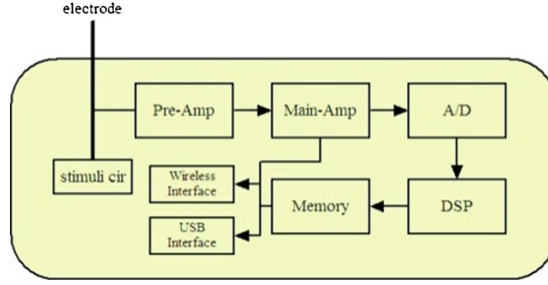 electrode
Pre-Amp
Main-Amp
A/D
stimuli cir
Wireless
Interface
Memory
DSP
USB
Interface